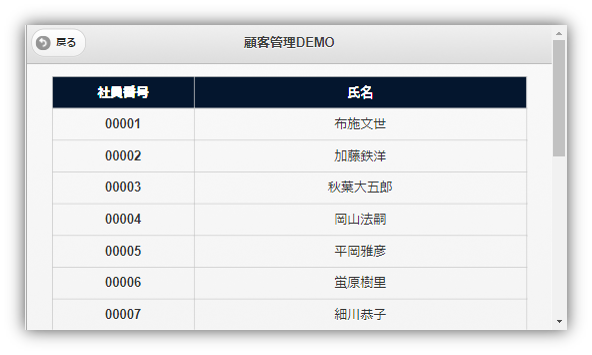 戻る
顧客管理DEMO
社員番号 氏名
00001 布施文世
00002 加藤鉄洋
00003 秋葉大五郎
00004 岡山法嗣
00005 平岡雅彦
00006 蛍原樹里
00007 細川恭子